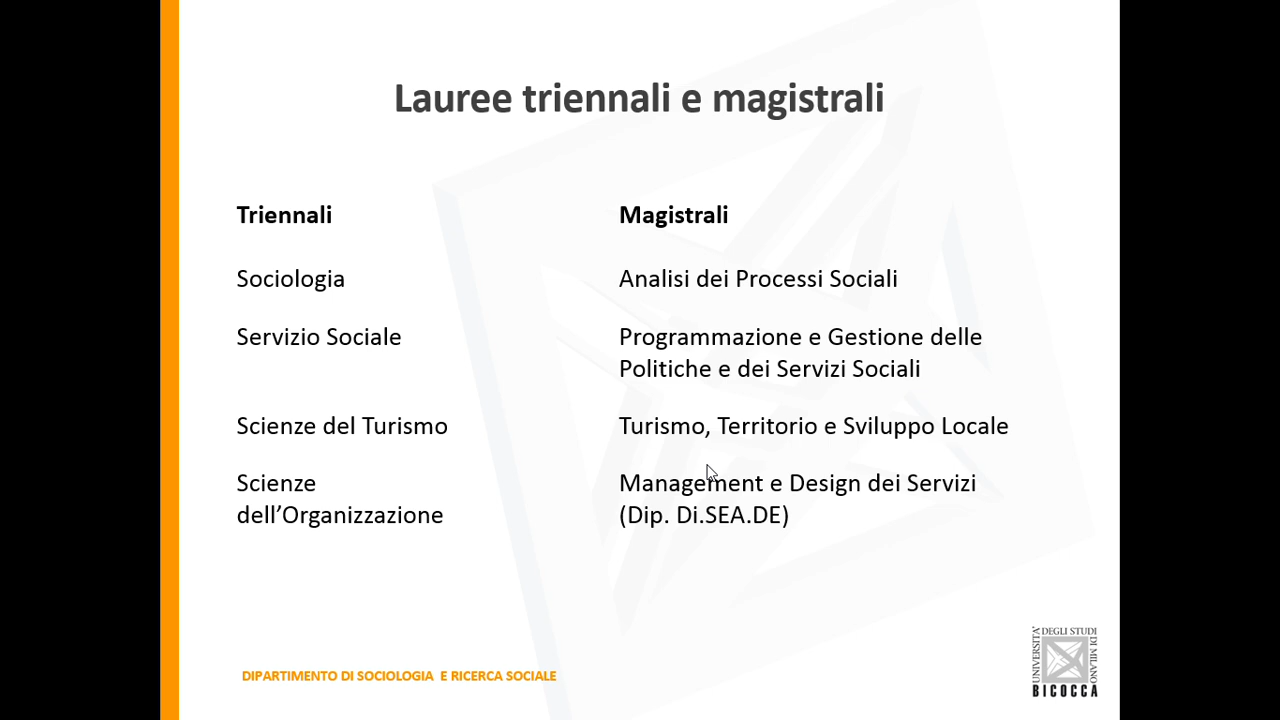 Lauree triennali e magistrali
Triennali
Magistrali
Sociologia
Analisi dei Processi Sociali
Servizio Sociale
Programmazione e Gestione delle
Politiche e dei Servizi Sociali
Scienze del Turismo
Turismo, Territorio e Sviluppo Locale
Scienze
dell’Organizzazione
Management e Design dei Servizi
(Dip. Di.SEA.DE)
DIPARTIMENTO DI SOCIOLOGIA E RICERCA SOCIALE
UNIVERSITA'
DEGLI STUDI
DI MILANO
BICOCCA